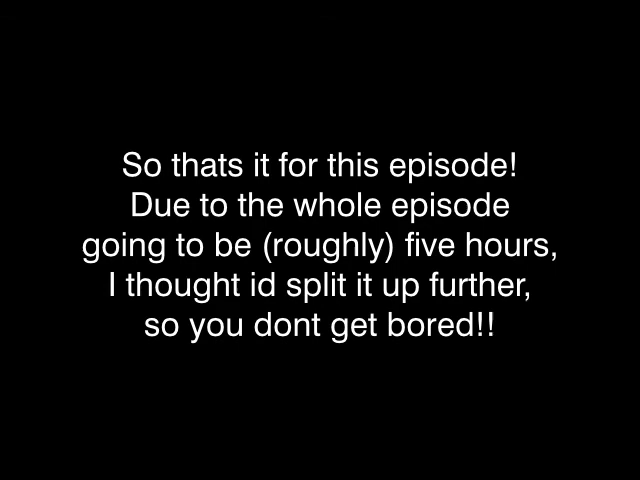 So thats it for this episode!
Due to the whole episode
going to be (roughly) five hours,
I thought id split it up further,
so you dont get bored!!